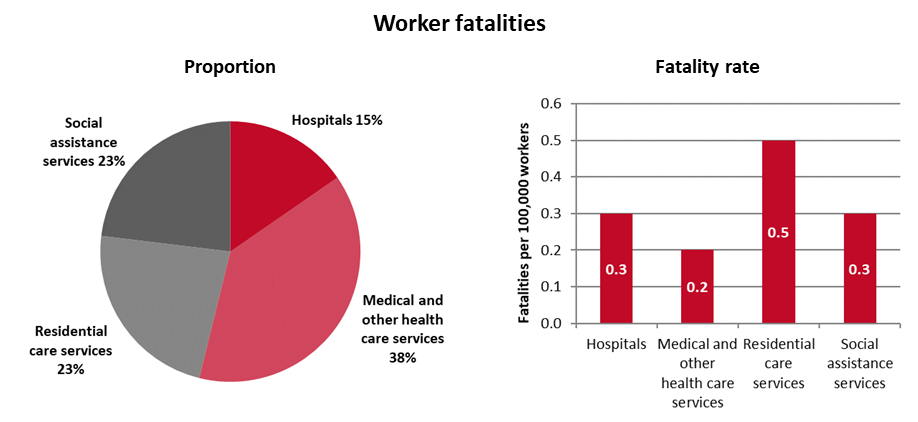 Worker fatalities
Proportion
Hospitals 15%
Medical and
other health
care services
38%
Residential
care services
23%
Social
assistance
services 23%
Fatality rate
Fatalities per 100,000 workers
0.6
0.5
0.4
0.3
0.2
0.1
0.0
0.3
0.2
0.5
0.3
Hospitals
Medical and
other
health care
services
Residential
care
services
Social
assistance
services